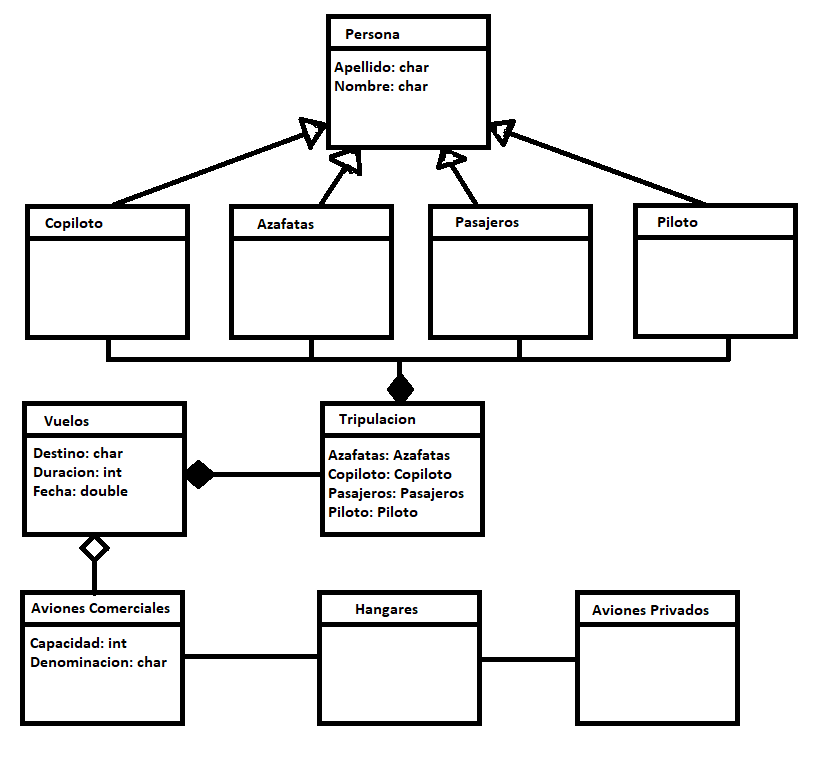 Persona
Apellido: char
Nombre: char
Copiloto
Azafatas
Pasajeros
Piloto
Vuelos
Destino: char
Duracion: int
Fecha: double
Tripulacion
Azafatas: Azafatas
Copiloto: Copiloto
Pasajeros: Pasajeros
Piloto: Piloto
Aviones Comerciales
Capacidad: int
Denominacion: char
Hangares
Aviones Privados